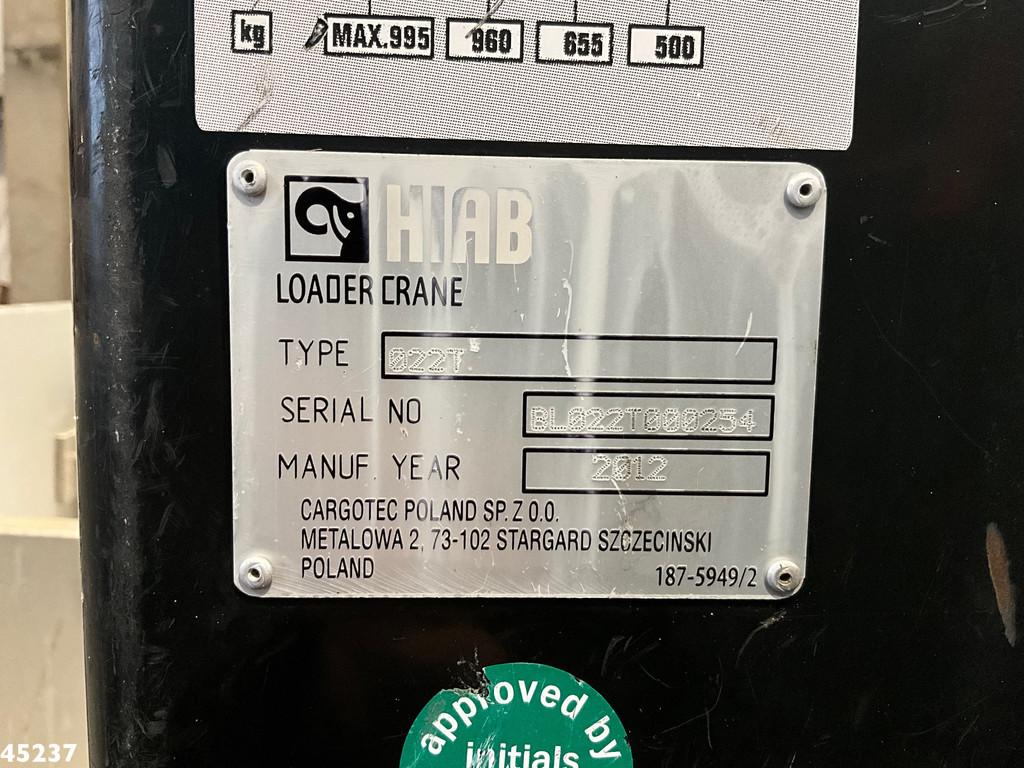 kg MAX.995 960 655 500
HIAB
LOADER CRANE
TYPE 022T
SERIAL NO BL022T000254
MANUF. YEAR 2012
CARGOTEC POLAND SP. Z O.O.
METALOWA 2, 73-102 STARGARD SZCZECINSKI
POLAND 187-5949/2
approved by
initials
45237